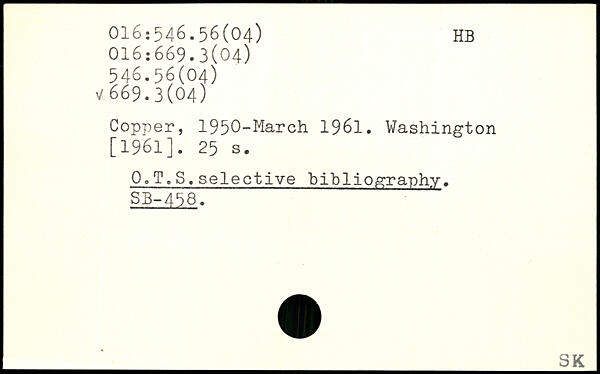 016:546.56(04)
HB
016:669.3(04)
546.56(04)
✓ 669.3(04)
Copper, 1950-March 1961. Washington
[1961]. 25 s.
O.T.S.selective bibliography.
SB-458.
SK